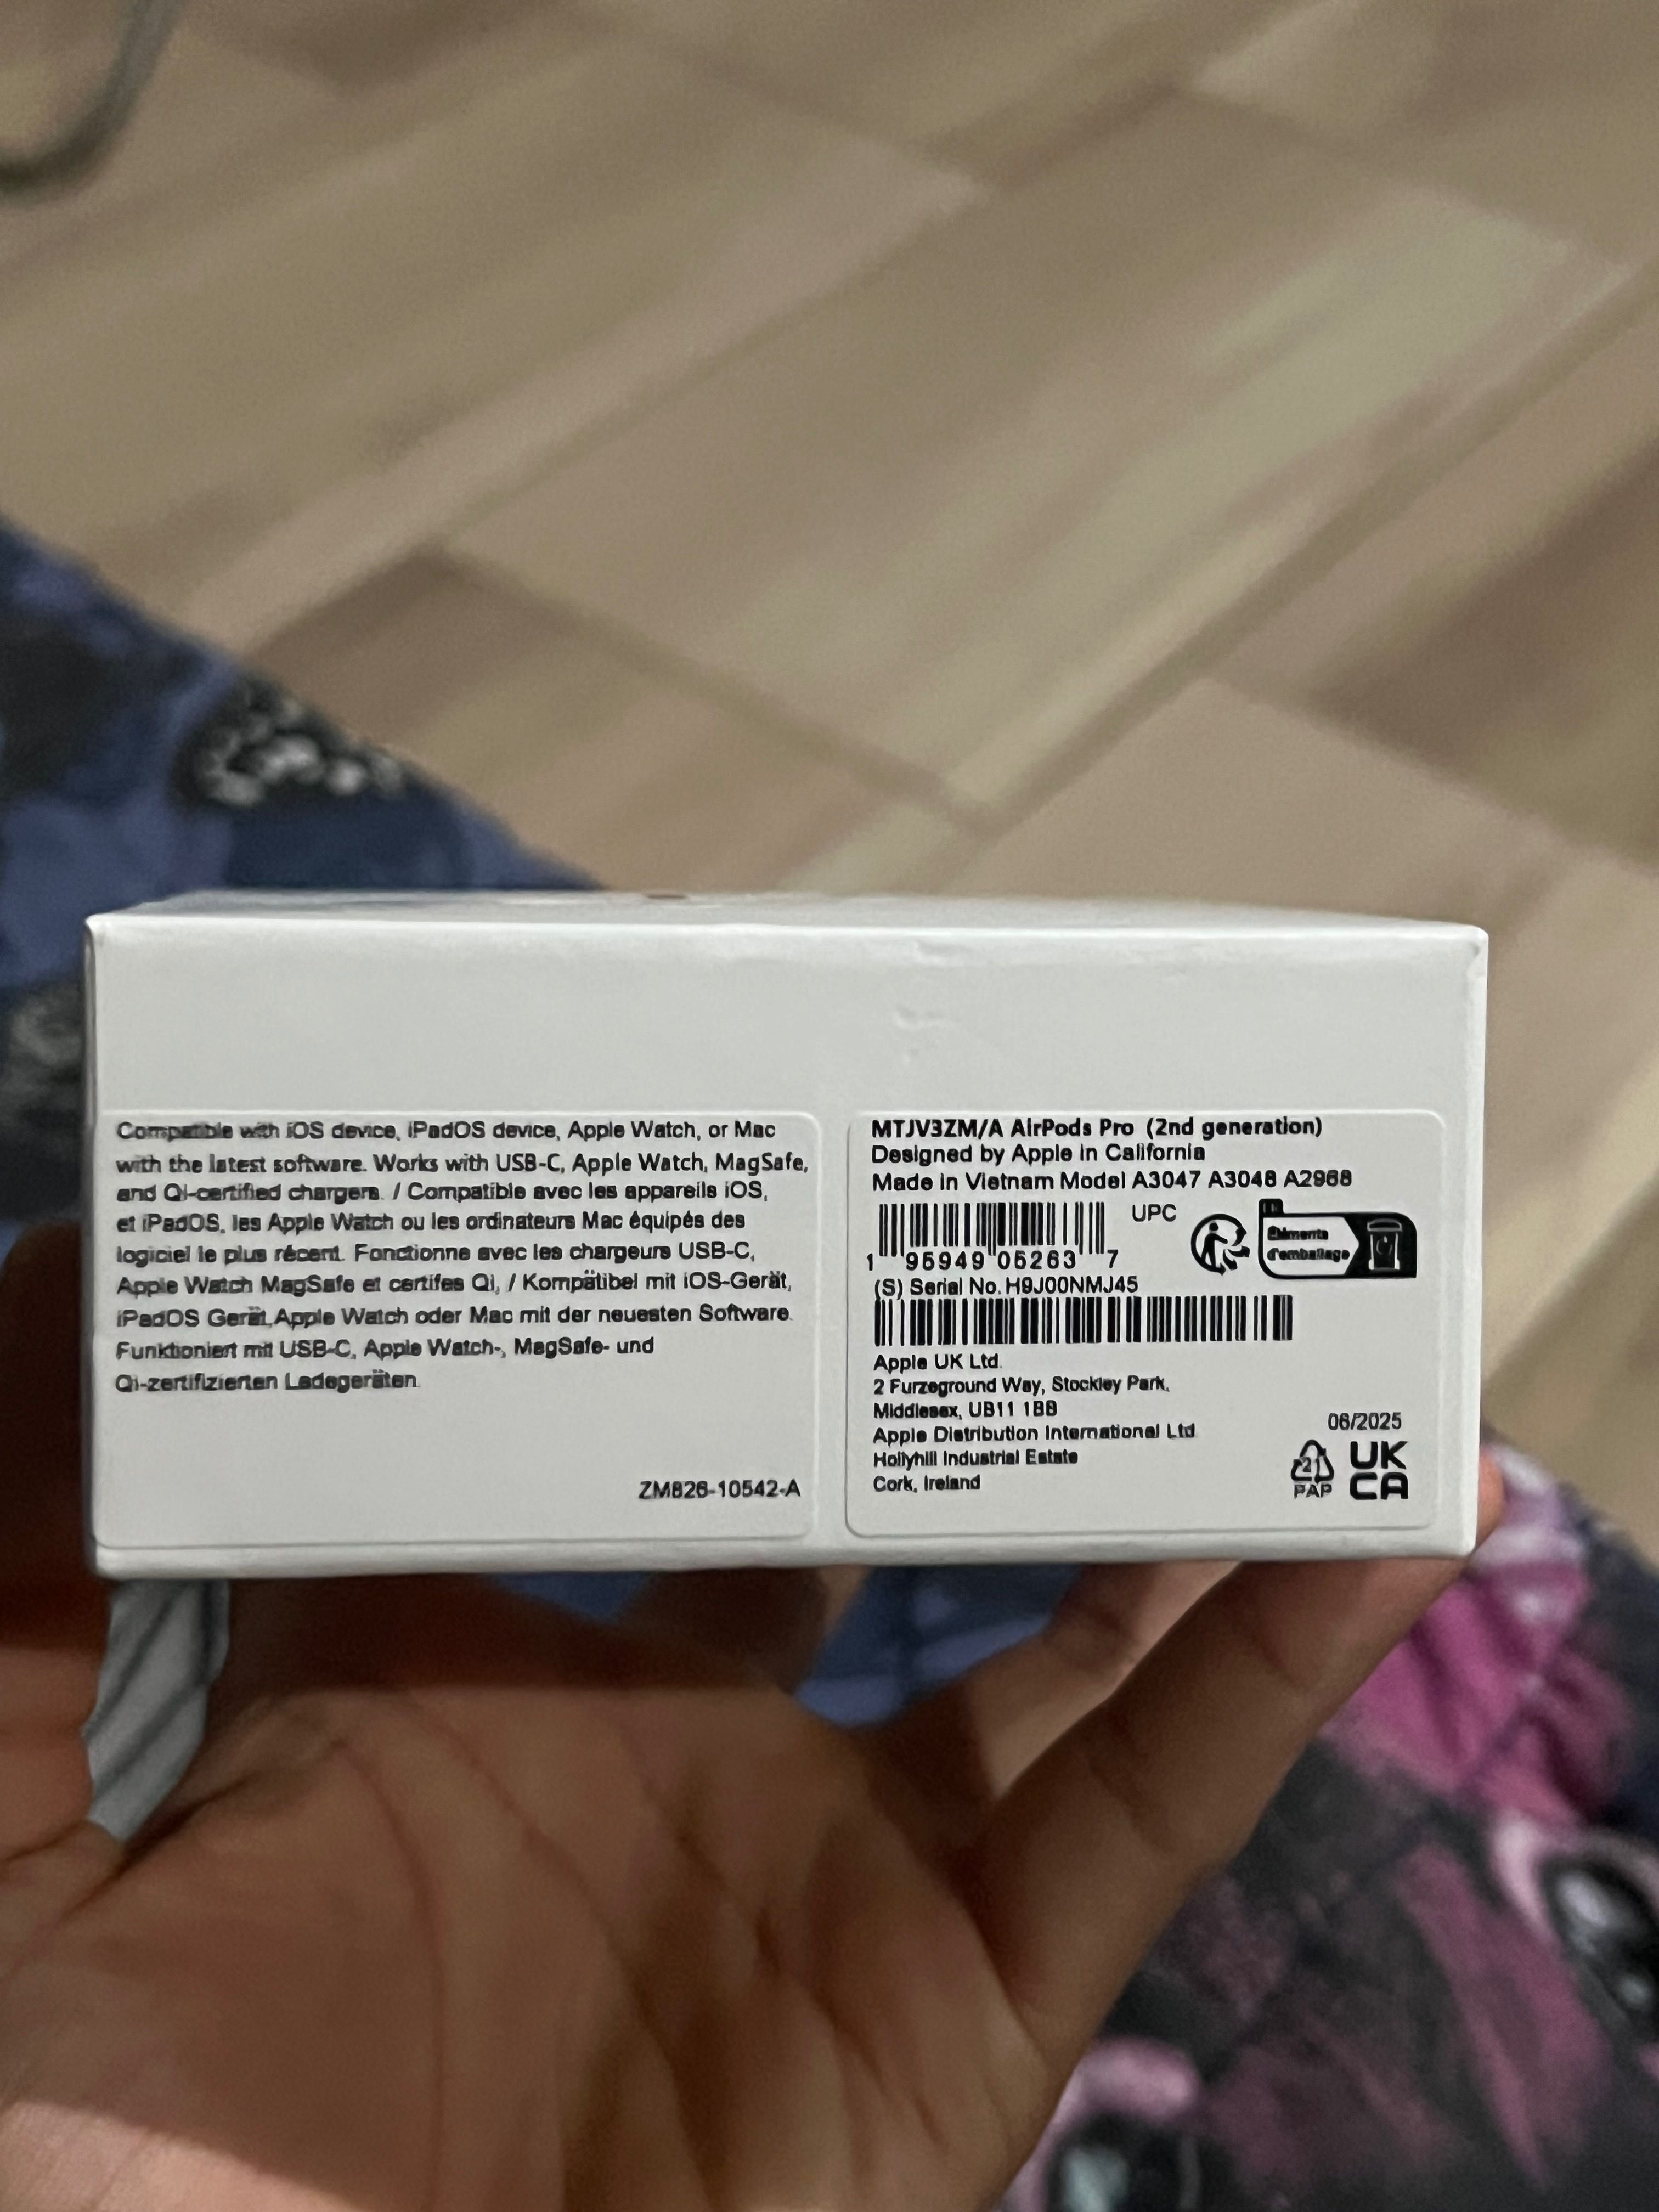 Compatible with iOS device, iPadOS device, Apple Watch, or Mac
with the latest software. Works with USB-C, Apple Watch, MagSafe,
and Qi-certified chargers. / Compatible avec les appareils iOS,
et iPadOS, les Apple Watch ou les ordinateurs Mac équipés des
logiciel le plus récent. Fonctionne avec les chargeurs USB-C,
Apple Watch MagSafe et certifes Qi, / Kompätibel mit iOS-Gerät,
iPadOS Gerät,Apple Watch oder Mac mit der neuesten Software.
Funktioniert mit USB-C, Apple Watch-, MagSafe- und
Qi-zertifizierten Ladegeräten.
ZM826-10542-A
MTJV3ZM/A AirPods Pro (2nd generation)
Designed by Apple in California
Made in Vietnam Model A3047 A3048 A2968
UPC
1 95949 05263 7
Éléments
d'emballage
(S) Serial No. H9J00NMJ45
Apple UK Ltd.
2 Furzeground Way, Stockley Park,
Middlesex, UB11 1BB
Apple Distribution International Ltd
Hollyhill Industrial Estate
Cork, Ireland
06/2025
21
PAP
UK
CA